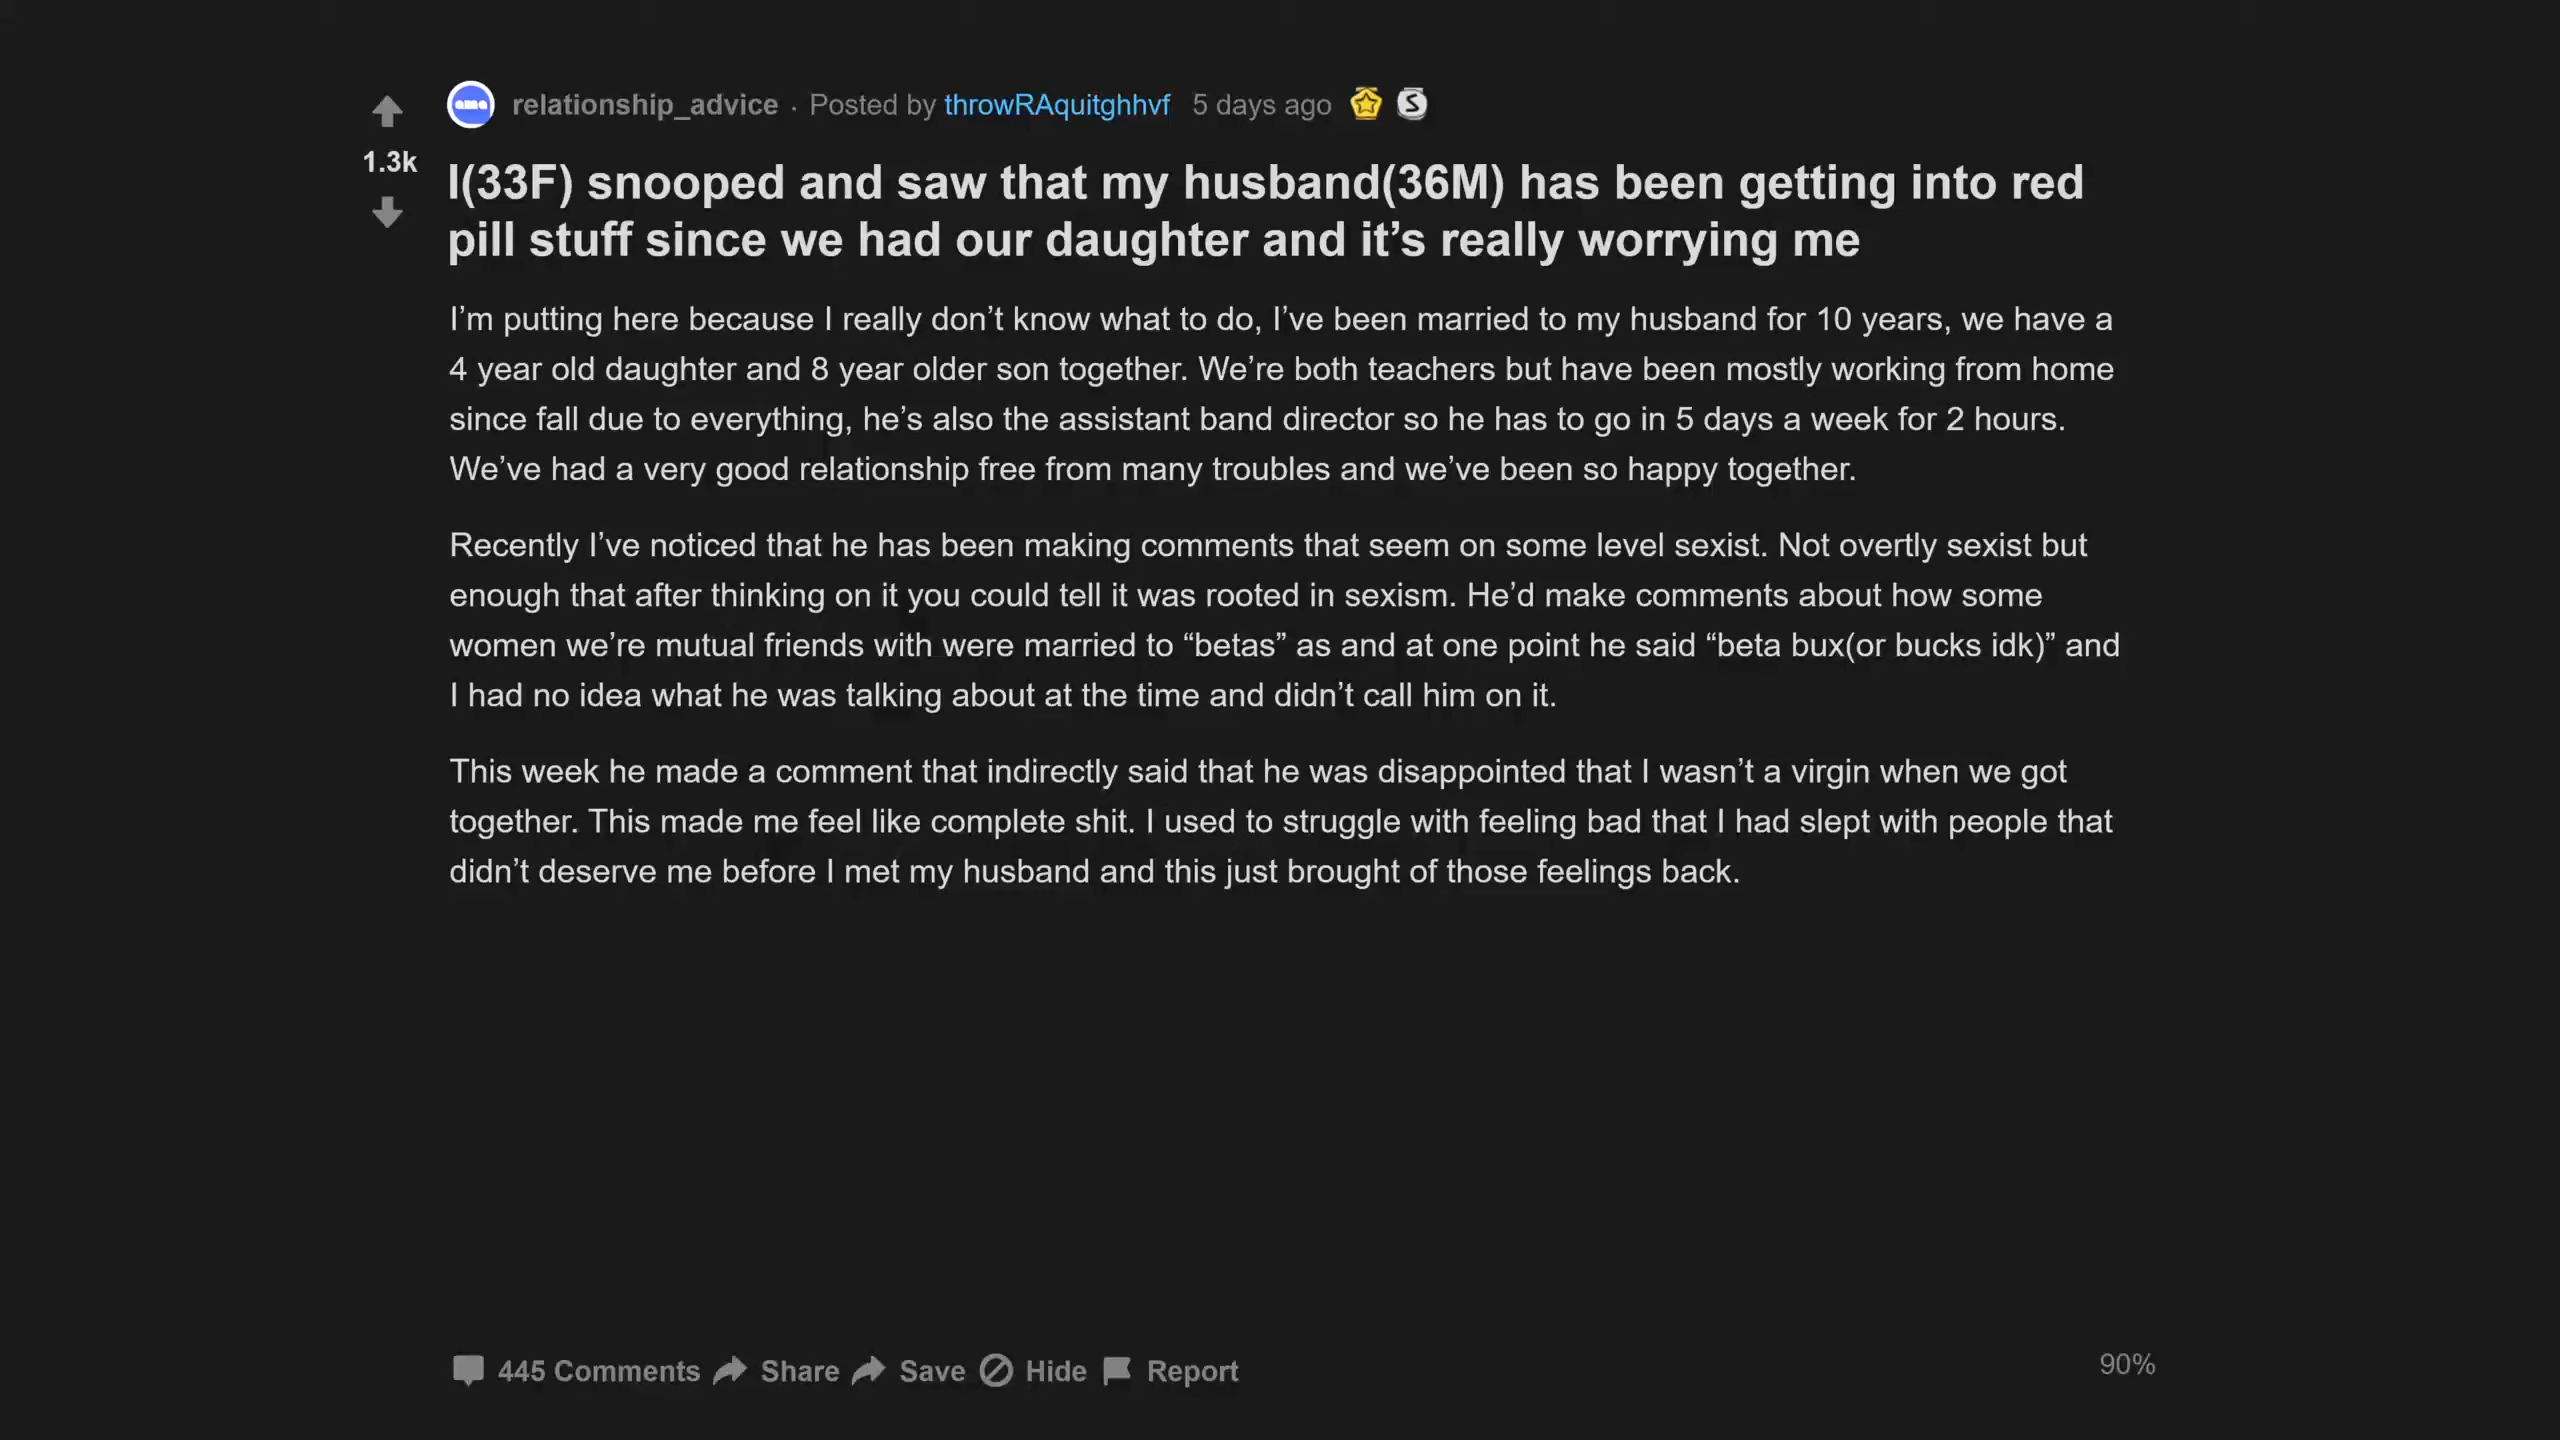 relationship_advice · Posted by throwRAquitghhvf 5 days ago
1.3k
I(33F) snooped and saw that my husband(36M) has been getting into red
pill stuff since we had our daughter and it’s really worrying me
I’m putting here because I really don’t know what to do, I’ve been married to my husband for 10 years, we have a
4 year old daughter and 8 year older son together. We’re both teachers but have been mostly working from home
since fall due to everything, he’s also the assistant band director so he has to go in 5 days a week for 2 hours.
We’ve had a very good relationship free from many troubles and we’ve been so happy together.
Recently I’ve noticed that he has been making comments that seem on some level sexist. Not overtly sexist but
enough that after thinking on it you could tell it was rooted in sexism. He’d make comments about how some
women we’re mutual friends with were married to “betas” as and at one point he said “beta bux(or bucks idk)” and
I had no idea what he was talking about at the time and didn’t call him on it.
This week he made a comment that indirectly said that he was disappointed that I wasn’t a virgin when we got
together. This made me feel like complete shit. I used to struggle with feeling bad that I had slept with people that
didn’t deserve me before I met my husband and this just brought of those feelings back.
445 Comments Share Save Hide Report
90%